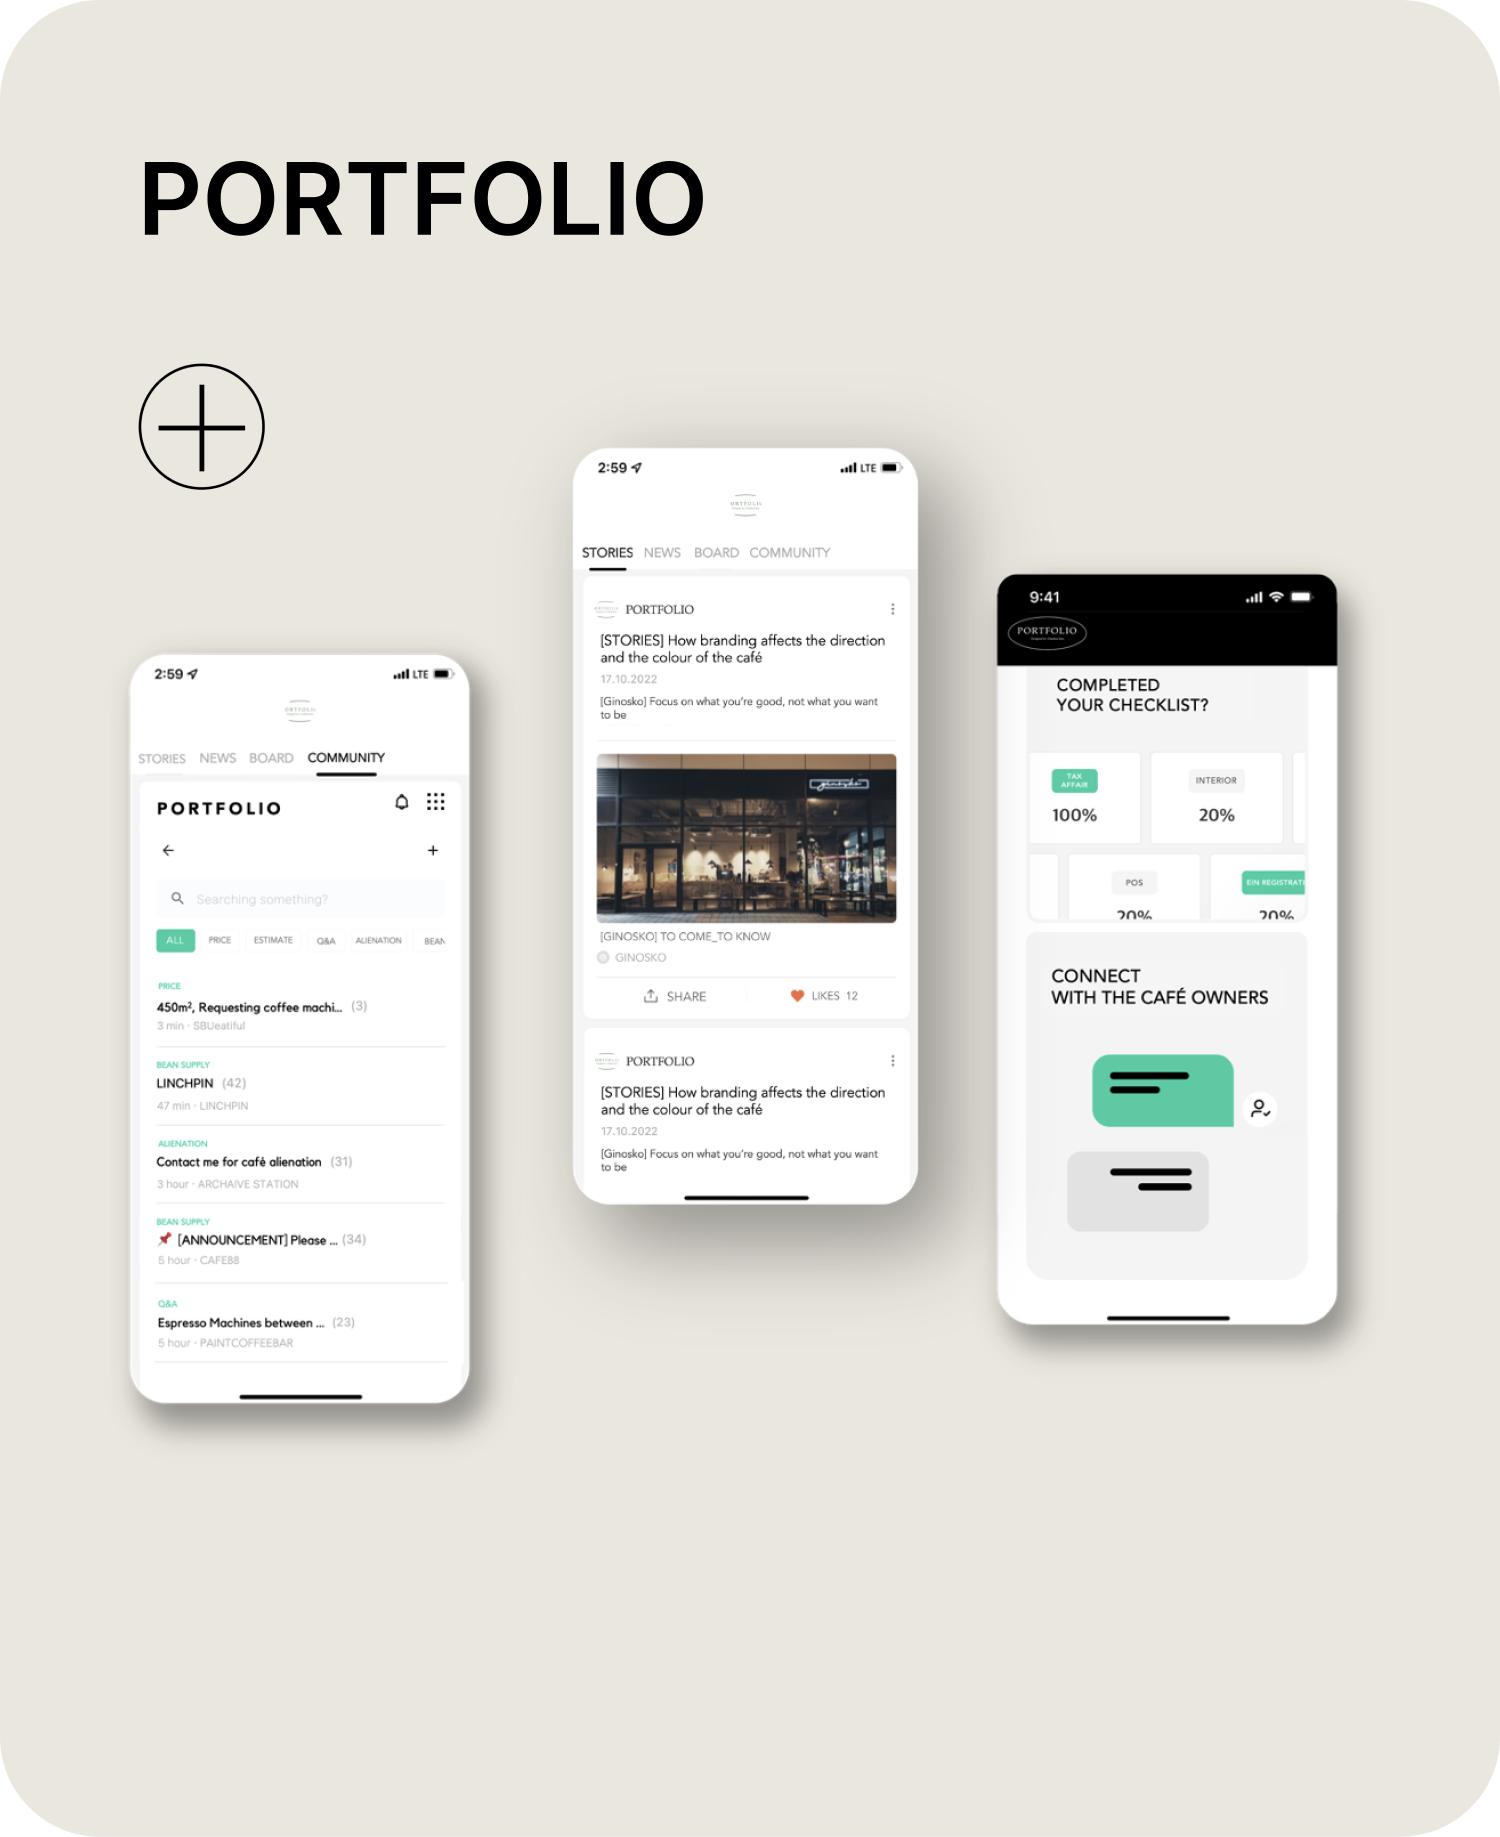 PORTFOLIO
2:59
LTE
STORIES NEWS BOARD COMMUNITY
PORTFOLIO
Searching something?
ALL PRICE ESTIMATE Q&A ALIENATION BEAN
PRICE
450m², Requesting coffee machi... (3)
3 min · SBUeatiful
BEAN SUPPLY
LINCHPIN (42)
47 min · LINCHPIN
ALIENATION
Contact me for café alienation (31)
3 hour · ARCHAIVE STATION
BEAN SUPPLY
[ANNOUNCEMENT] Please ... (34)
5 hour · CAFE88
Q&A
Espresso Machines between ... (23)
5 hour · PAINTCOFFEEBAR
2:59
LTE
STORIES NEWS BOARD COMMUNITY
PORTFOLIO
[STORIES] How branding affects the direction
and the colour of the café
17.10.2022
[Ginosko] Focus on what you're good, not what you want
to be
ginosko
[GINOSKO] TO COME_TO KNOW
GINOSKO
SHARE LIKES 12
PORTFOLIO
[STORIES] How branding affects the direction
and the colour of the café
17.10.2022
[Ginosko] Focus on what you're good, not what you want
to be
9:41
PORTFOLIO
COMPLETED
YOUR CHECKLIST?
TAX
AFFAIR
100%
INTERIOR
20%
POS
20%
EIN REGISTRATI
20%
CONNECT
WITH THE CAFÉ OWNERS